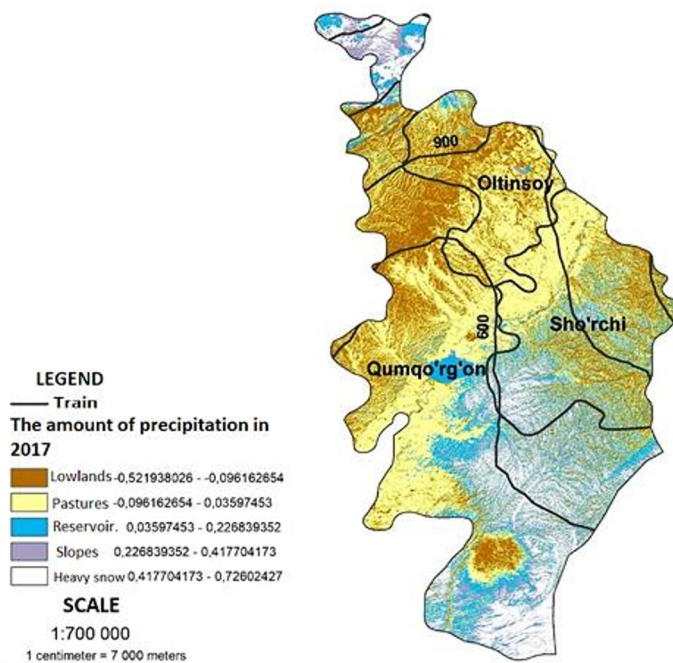 900
Oltinsoy
600
Sho'rchi
Qumqo'rg'on
LEGEND
Train
The amount of precipitation in
2017
Lowlands -0,521938026 - -0,096162654
Pastures -0,096162654 - 0,03597453
Reservoir. 0,03597453 - 0,226839352
Slopes 0,226839352 - 0,417704173
Heavy snow 0,417704173 - 0,72602427
SCALE
1:700 000
1 centimeter = 7 000 meters